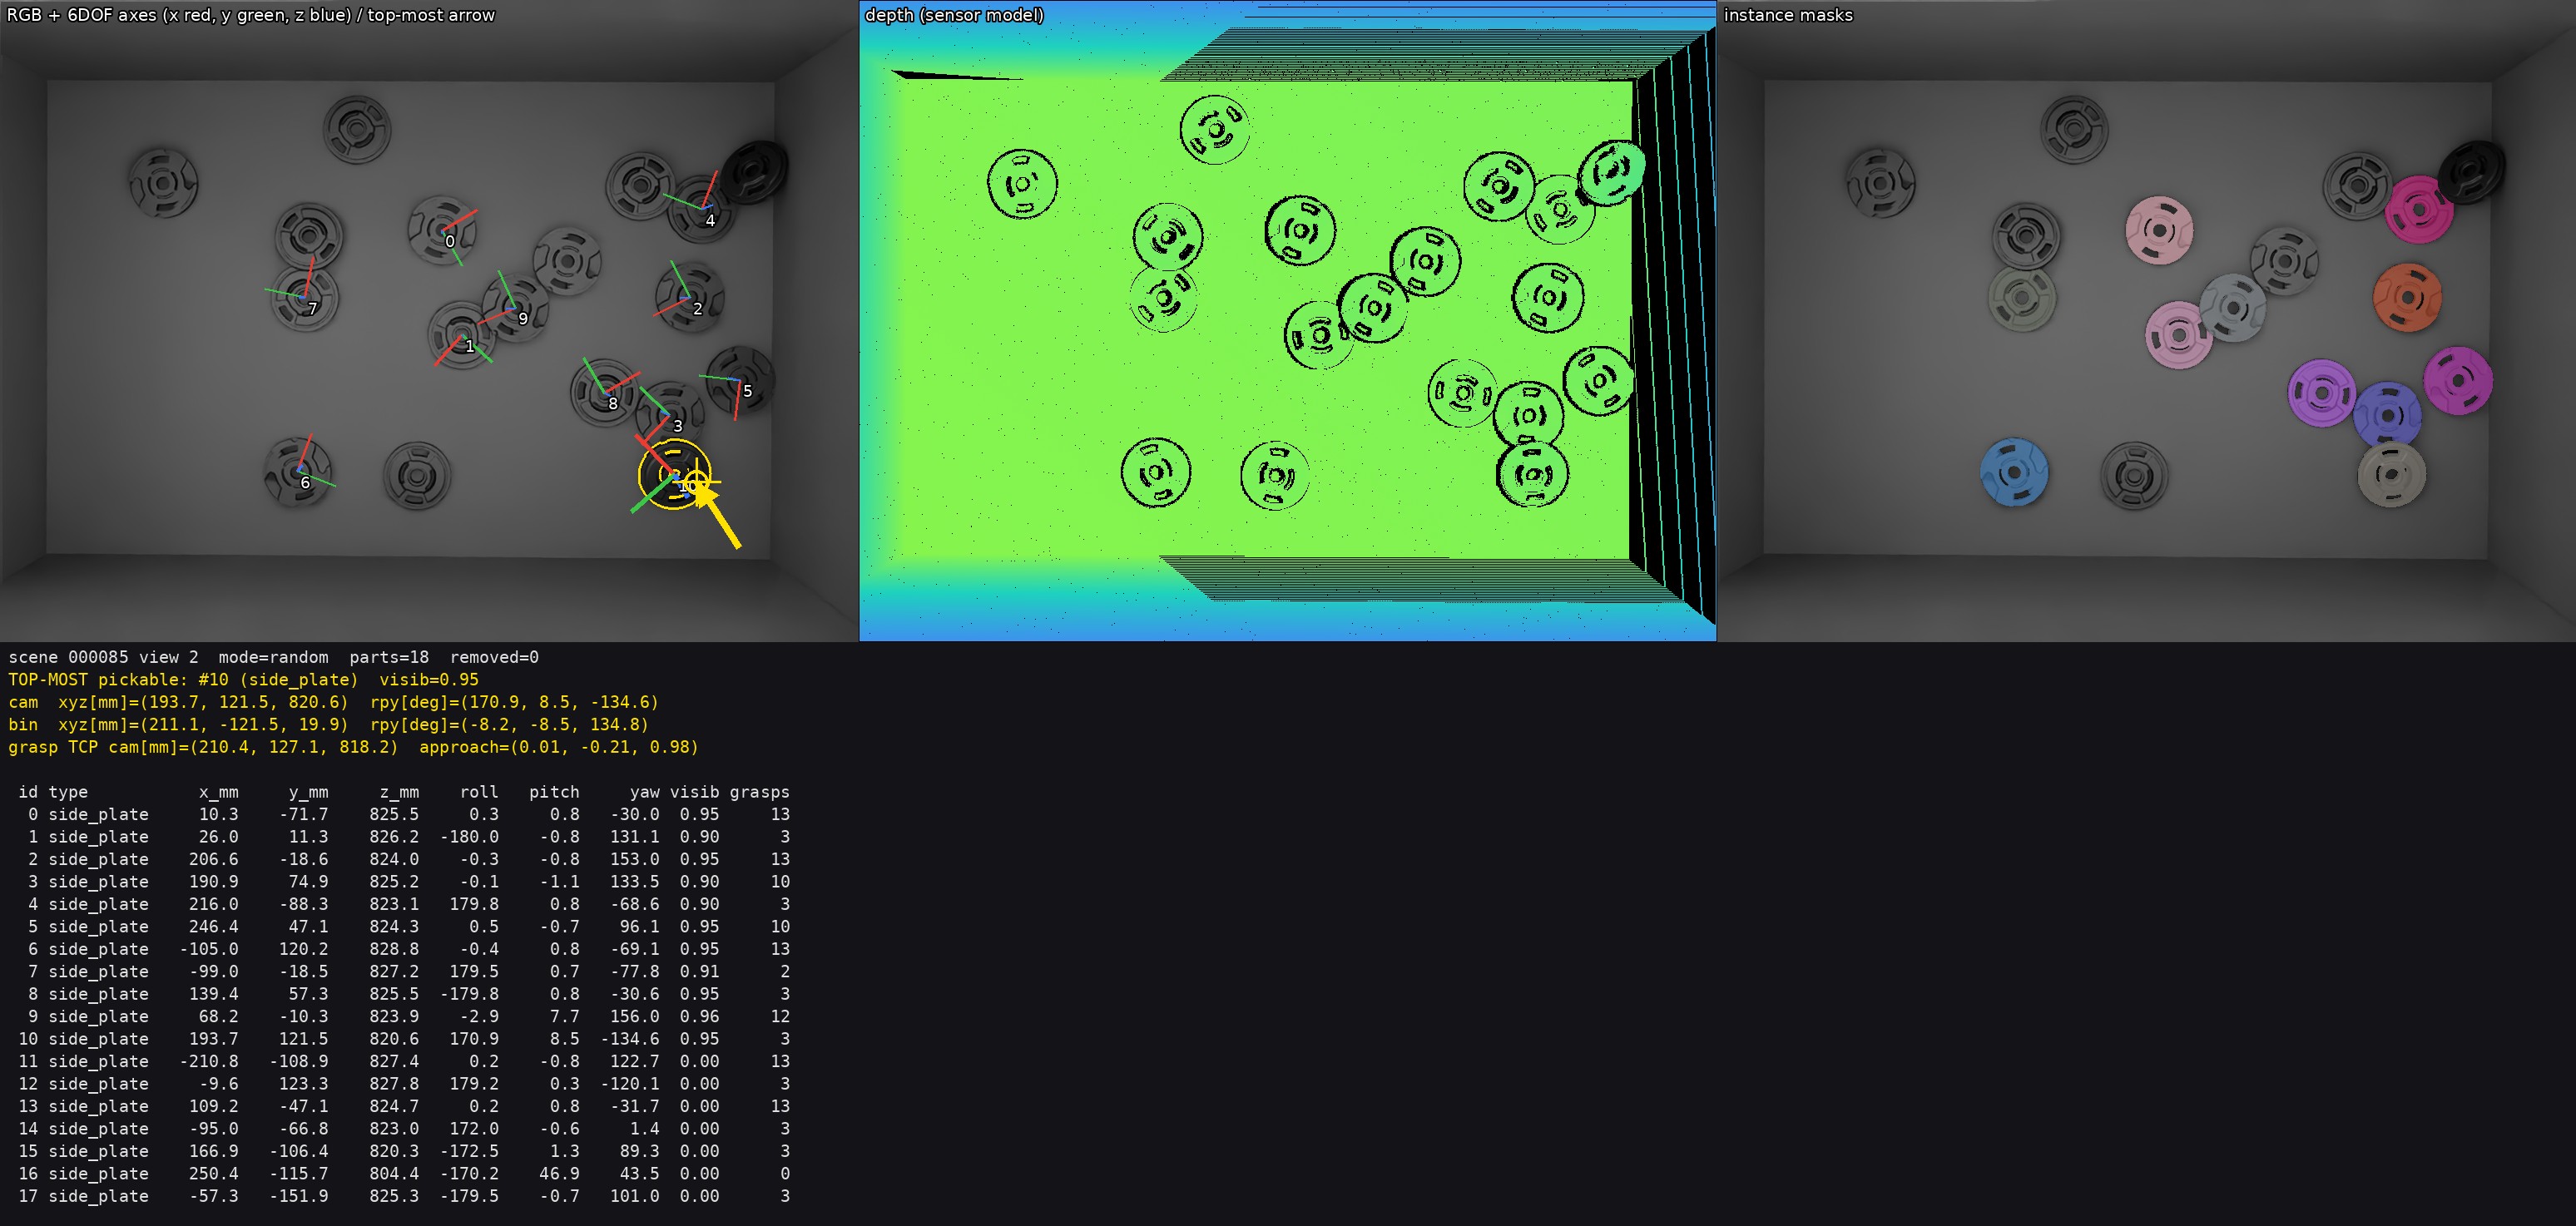 RGB + 6DOF axes (x red, y green, z blue) / top-most arrow
depth (sensor model)
instance masks
0
4
7
9
2
1
8
5
3
6
10
scene 000085 view 2  mode=random  parts=18  removed=0
TOP-MOST pickable: #10 (side_plate)  visib=0.95
cam  xyz[mm]=(193.7, 121.5, 820.6)  rpy[deg]=(170.9, 8.5, -134.6)
bin  xyz[mm]=(211.1, -121.5, 19.9)  rpy[deg]=(-8.2, -8.5, 134.8)
grasp TCP cam[mm]=(210.4, 127.1, 818.2)  approach=(0.01, -0.21, 0.98)
id type x_mm y_mm z_mm roll pitch yaw visib grasps
0 side_plate 10.3 -71.7 825.5 0.3 0.8 -30.0 0.95 13
1 side_plate 26.0 11.3 826.2 -180.0 -0.8 131.1 0.90 3
2 side_plate 206.6 -18.6 824.0 -0.3 -0.8 153.0 0.95 13
3 side_plate 190.9 74.9 825.2 -0.1 -1.1 133.5 0.90 10
4 side_plate 216.0 -88.3 823.1 179.8 0.8 -68.6 0.90 3
5 side_plate 246.4 47.1 824.3 0.5 -0.7 96.1 0.95 10
6 side_plate -105.0 120.2 828.8 -0.4 0.8 -69.1 0.95 13
7 side_plate -99.0 -18.5 827.2 179.5 0.7 -77.8 0.91 2
8 side_plate 139.4 57.3 825.5 -179.8 0.8 -30.6 0.95 3
9 side_plate 68.2 -10.3 823.9 -2.9 7.7 156.0 0.96 12
10 side_plate 193.7 121.5 820.6 170.9 8.5 -134.6 0.95 3
11 side_plate -210.8 -108.9 827.4 0.2 -0.8 122.7 0.00 13
12 side_plate -9.6 123.3 827.8 179.2 0.3 -120.1 0.00 3
13 side_plate 109.2 -47.1 824.7 0.2 0.8 -31.7 0.00 13
14 side_plate -95.0 -66.8 823.0 172.0 -0.6 1.4 0.00 3
15 side_plate 166.9 -106.4 820.3 -172.5 1.3 89.3 0.00 3
16 side_plate 250.4 -115.7 804.4 -170.2 46.9 43.5 0.00 0
17 side_plate -57.3 -151.9 825.3 -179.5 -0.7 101.0 0.00 3